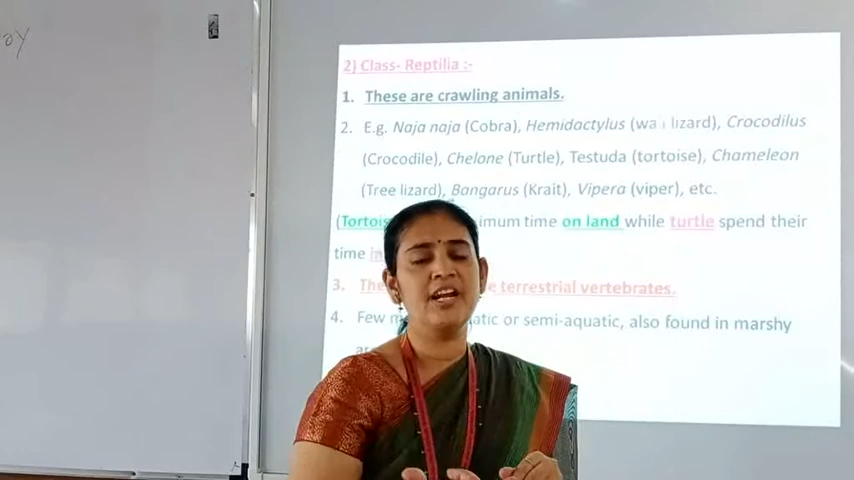 oy
2) Class- Reptilia :-
1. These are crawling animals.
2. E.g. Naja naja (Cobra), Hemidactylus (wall lizard), Crocodilus
(Crocodile), Chelone (Turtle), Testuda (tortoise), Chameleon
(Tree lizard), Bangarus (Krait), Vipera (viper), etc.
(Tortois imum time on land while turtle spend their
time
3. The e terrestrial vertebrates.
4. Few m atic or semi-aquatic, also found in marshy